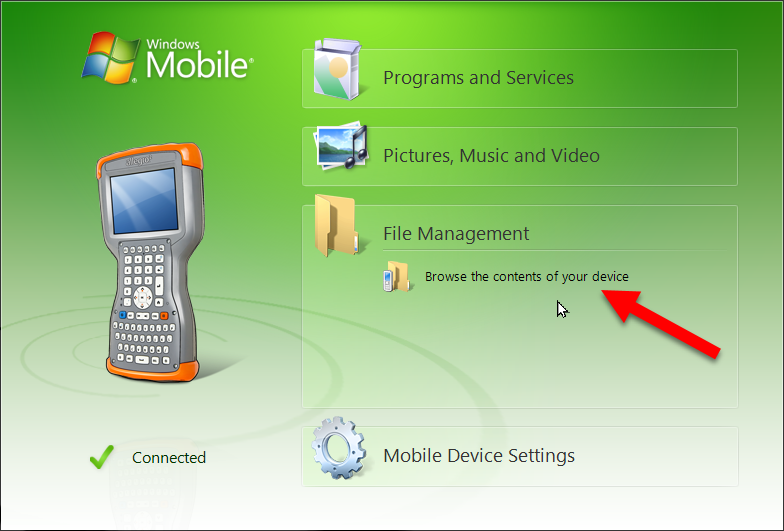 Windows
Mobile®
Programs and Services
Pictures, Music and Video
File Management
Browse the contents of your device
Mobile Device Settings
Connected